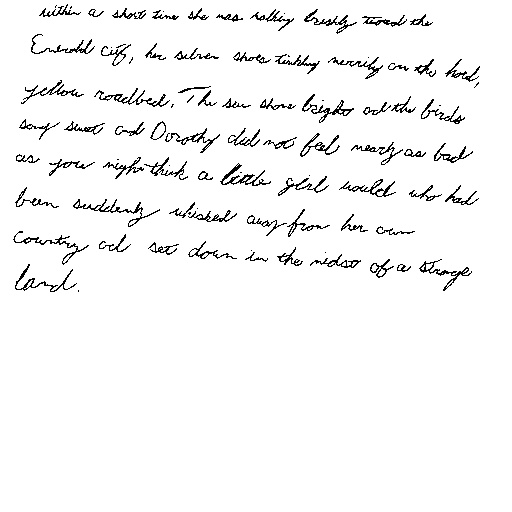 within a short time she was walking briskly toward the
Emerald City, her silver shoes tinkling merrily on the hard,
yellow roadbed. The sun shone bright and the birds
sang sweet and Dorothy did not feel nearly as bad
as you might think a little girl would who had
been suddenly whisked away from her own
country and set down in the midst of a strange
land.